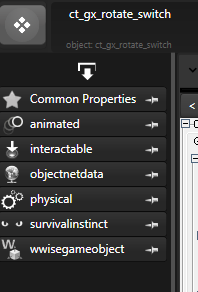 ct_gx_rotate_switch
object: ct_gx_rotate_switch
Common Properties
animated
interactable
objectnetdata
physical
survivalinstinct
wwisegameobject